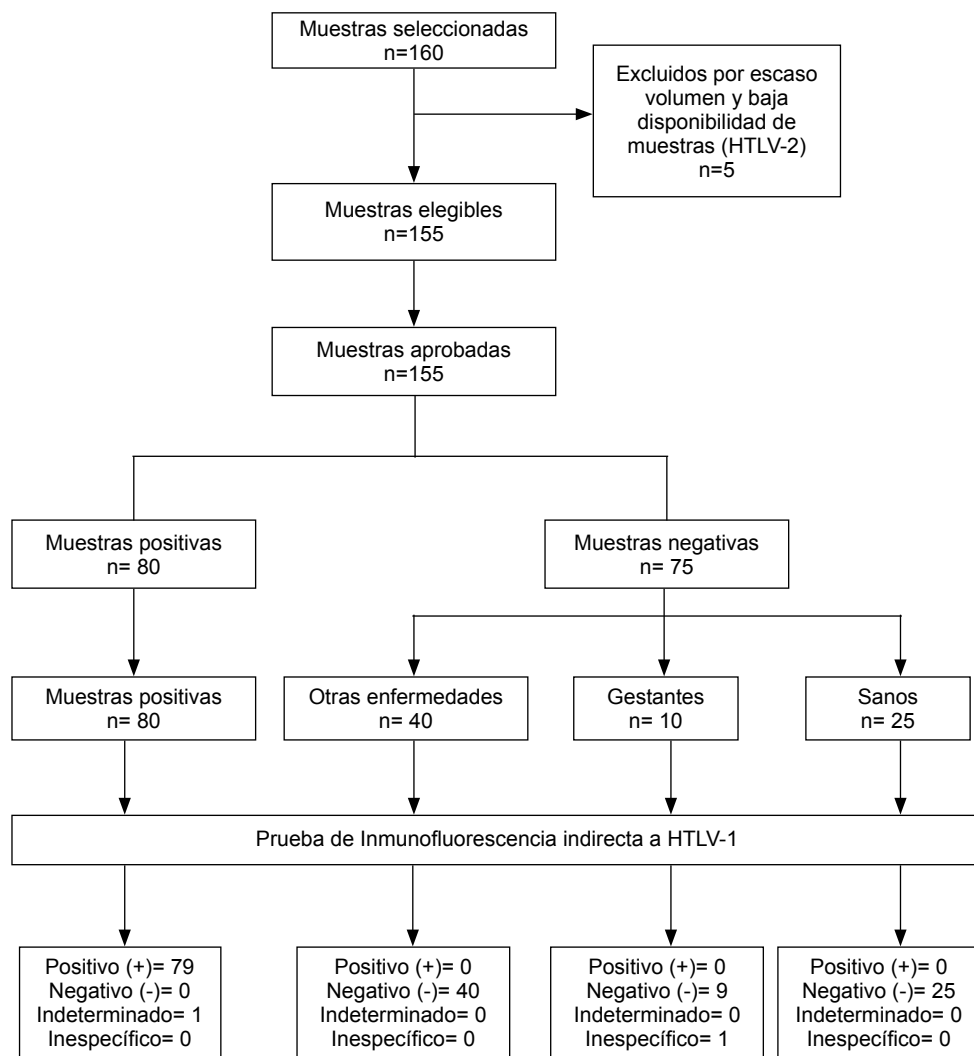 Muestras seleccionadas
n=160
Excluidos por escaso
volumen y baja
disponibilidad de
muestras (HTLV-2)
n=5
Muestras elegibles
n=155
Muestras aprobadas
n=155
Muestras positivas
n= 80
Muestras negativas
n= 75
Muestras positivas
n= 80
Otras enfermedades
n= 40
Gestantes
n= 10
Sanos
n= 25
Prueba de Inmunofluorescencia indirecta a HTLV-1
Positivo (+)= 79
Negativo (-)= 0
Indeterminado= 1
Inespecífico= 0
Positivo (+)= 0
Negativo (-)= 40
Indeterminado= 0
Inespecífico= 0
Positivo (+)= 0
Negativo (-)= 9
Indeterminado= 0
Inespecífico= 1
Positivo (+)= 0
Negativo (-)= 25
Indeterminado= 0
Inespecífico= 0